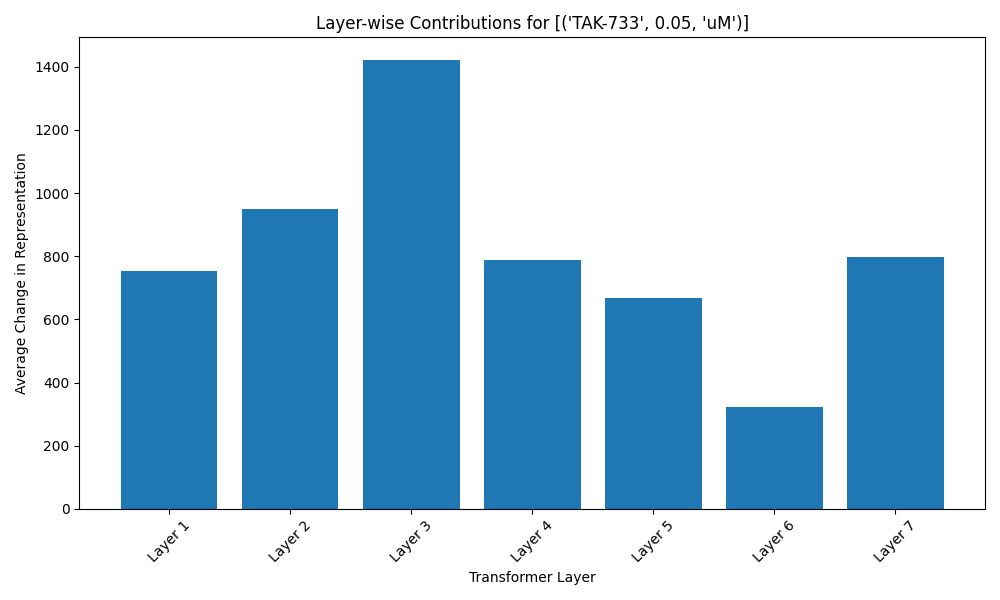 Layer-wise Contributions for [('TAK-733', 0.05, 'uM')]
Average Change in Representation
1400
1200
1000
800
600
400
200
0
Layer 1
Layer 2
Layer 3
Layer 4
Layer 5
Layer 6
Layer 7
Transformer Layer